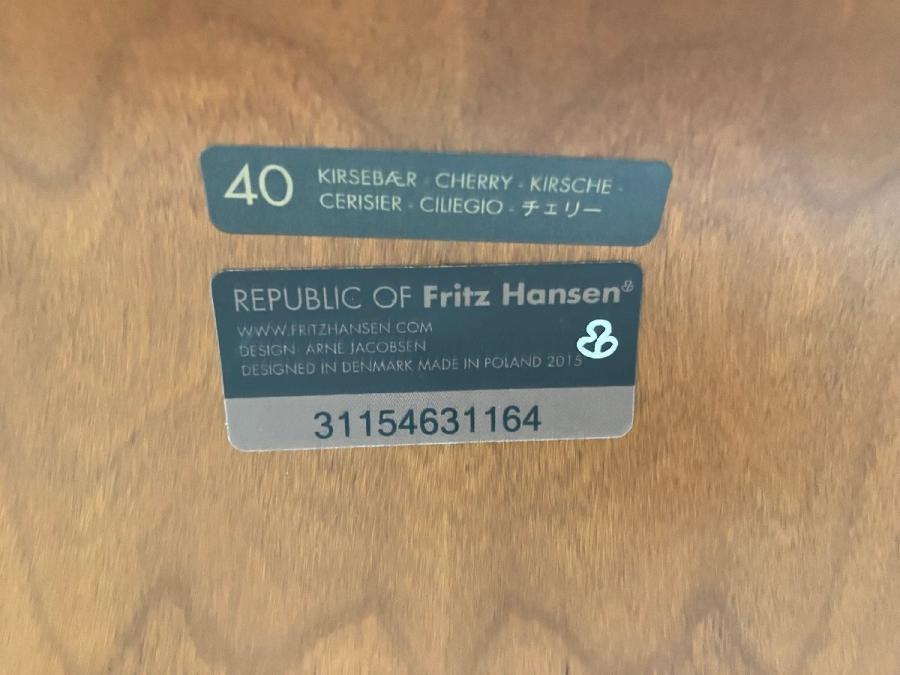 40
KIRSEBÆR - CHERRY - KIRSCHE -
CERISIER - CILIEGIO - チェリー
REPUBLIC OF Fritz Hansen®
WWW.FRITZHANSEN.COM
DESIGN: ARNE JACOBSEN
DESIGNED IN DENMARK MADE IN POLAND 2015
31154631164